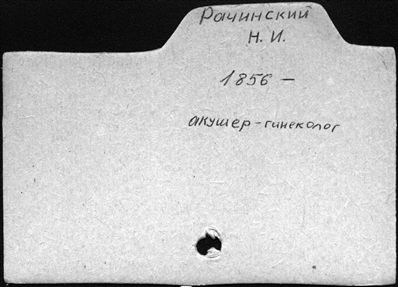 Рачинский
Н. И.
1856 –
акушер-гинеколог